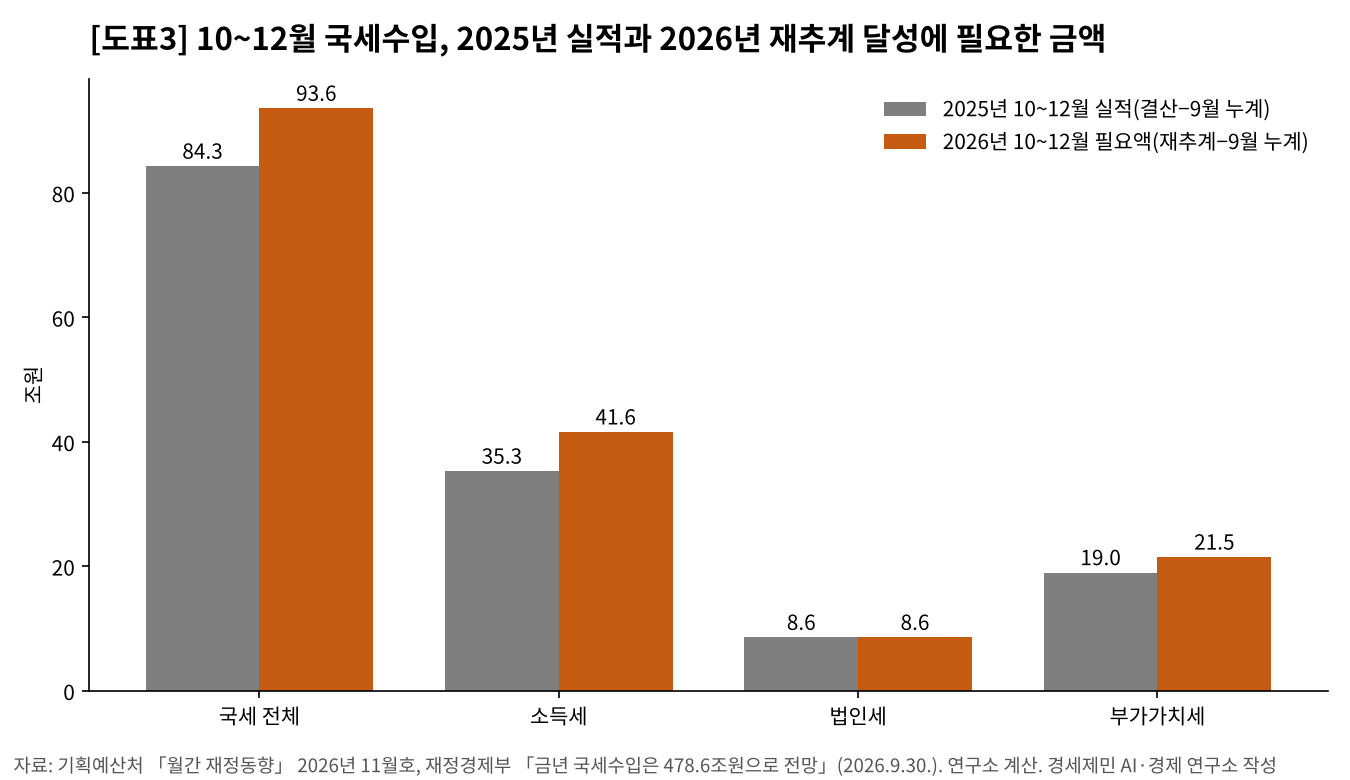 [도표3] 10~12월 국세수입, 2025년 실적과 2026년 재추계 달성에 필요한 금액
2025년 10~12월 실적(결산−9월 누계)
2026년 10~12월 필요액(재추계−9월 누계)
조원
80
60
40
20
0
84.3
93.6
35.3
41.6
8.6
8.6
19.0
21.5
국세 전체
소득세
법인세
부가가치세
자료: 기획예산처 「월간 재정동향」 2026년 11월호, 재정경제부 「금년 국세수입은 478.6조원으로 전망」(2026.9.30.). 연구소 계산. 경세제민 AI·경제 연구소 작성